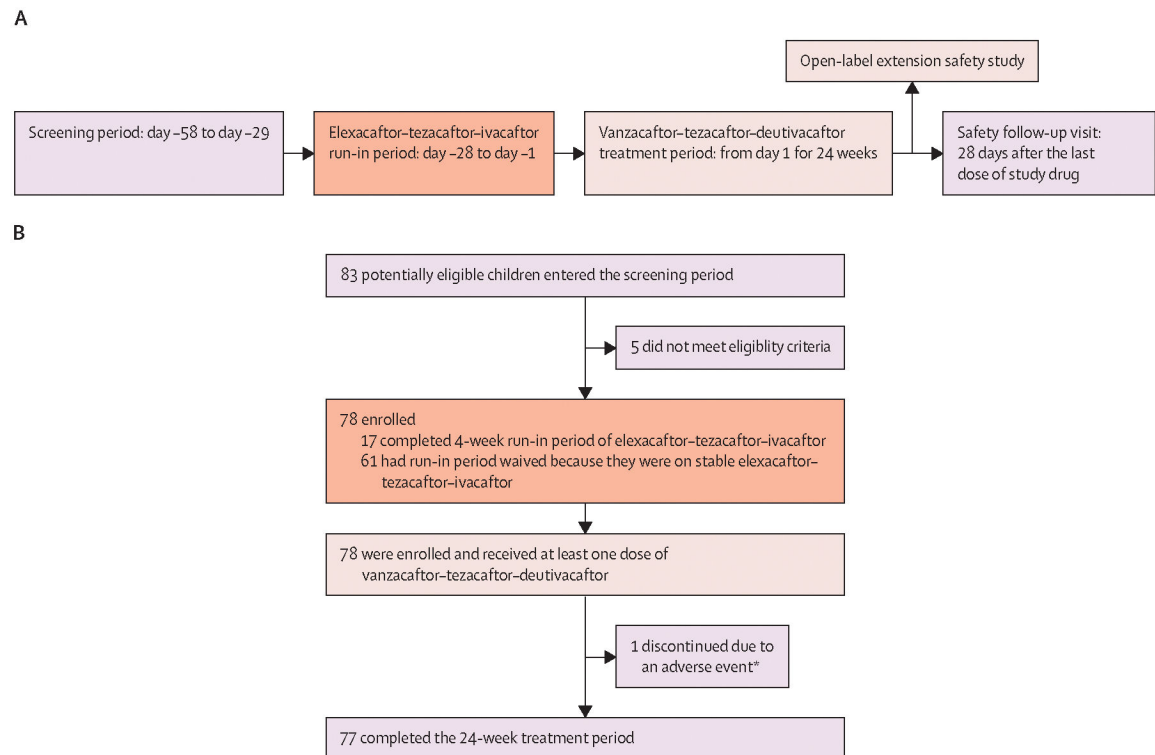 A
Open-label extension safety study
Screening period: day –58 to day –29
Elexacaftor–tezacaftor–ivacaftor
run-in period: day –28 to day –1
Vanzacaftor–tezacaftor–deutivacaftor
treatment period: from day 1 for 24 weeks
Safety follow-up visit:
28 days after the last
dose of study drug
B
83 potentially eligible children entered the screening period
5 did not meet eligiblity criteria
78 enrolled
17 completed 4-week run-in period of elexacaftor–tezacaftor–ivacaftor
61 had run-in period waived because they were on stable elexacaftor–
tezacaftor–ivacaftor
78 were enrolled and received at least one dose of
vanzacaftor–tezacaftor–deutivacaftor
1 discontinued due to
an adverse event*
77 completed the 24-week treatment period